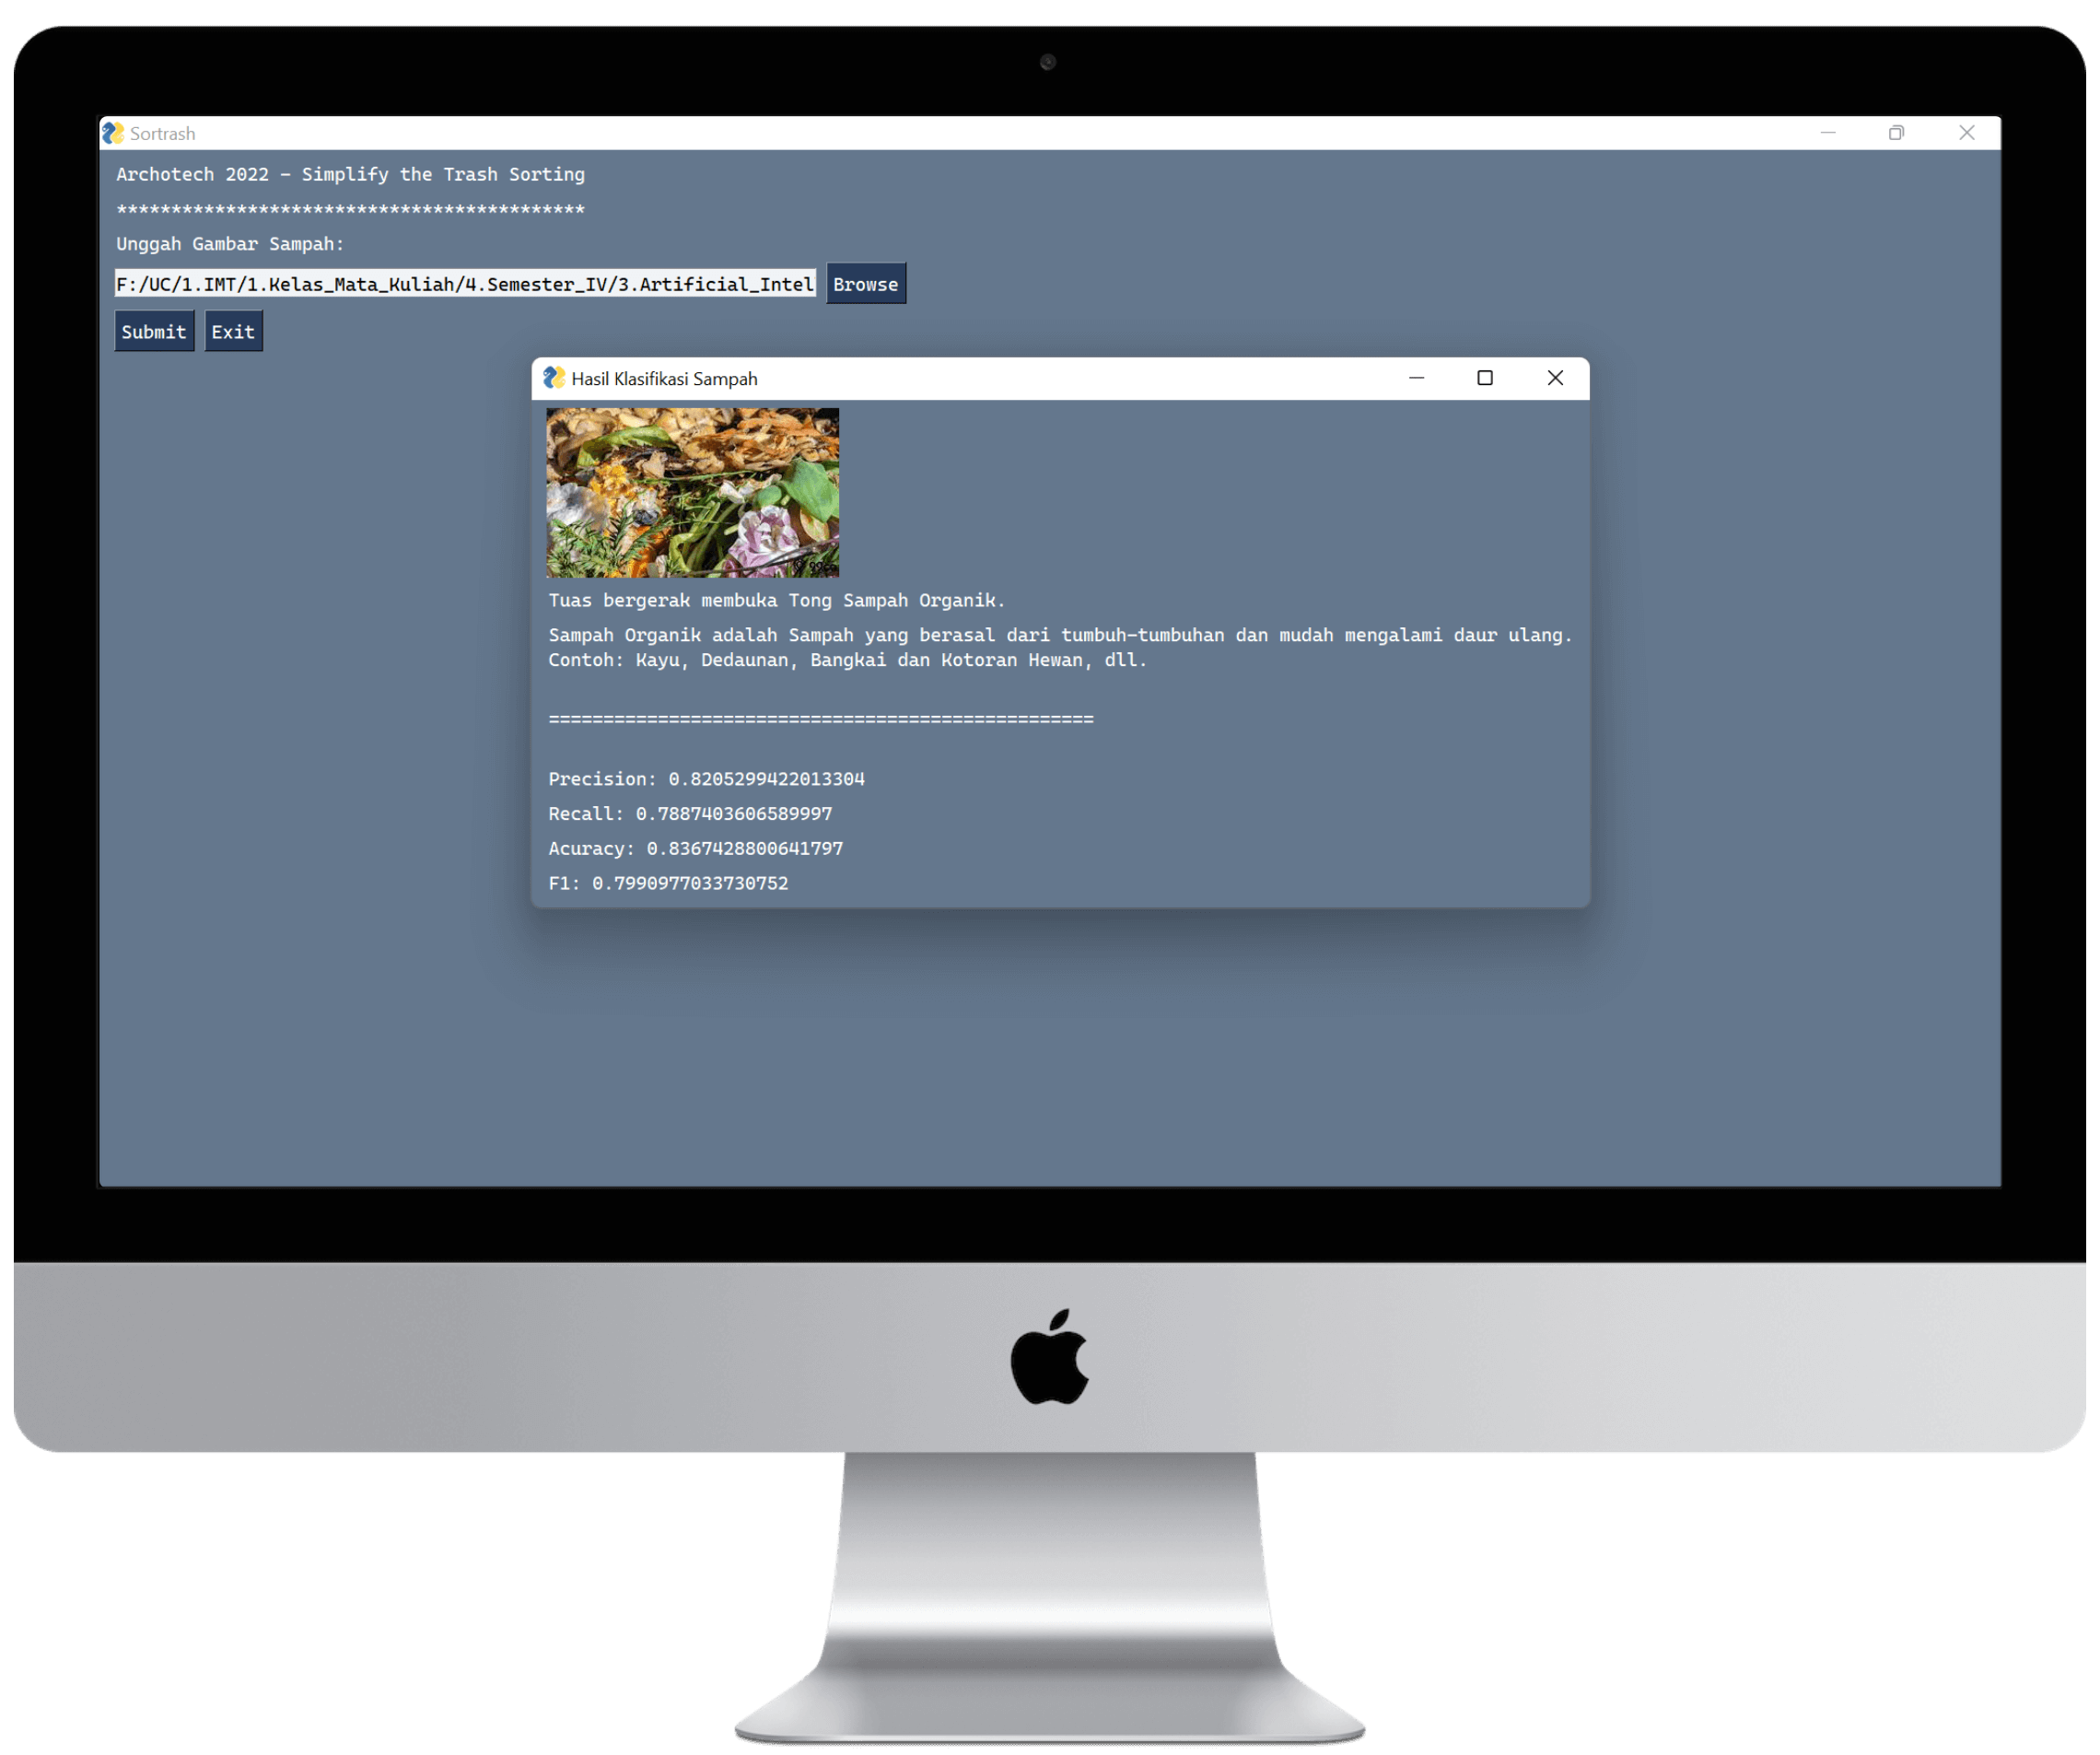 Sortrash
Archotech 2022 - Simplify the Trash Sorting
*******************************************
Unggah Gambar Sampah:
F:/UC/1.IMT/1.Kelas_Mata_Kuliah/4.Semester_IV/3.Artificial_Intel
Browse
Submit Exit
Hasil Klasifikasi Sampah
Tuas bergerak membuka Tong Sampah Organik.
Sampah Organik adalah Sampah yang berasal dari tumbuh-tumbuhan dan mudah mengalami daur ulang.
Contoh: Kayu, Dedaunan, Bangkai dan Kotoran Hewan, dll.
==================================================
Precision: 0.8205299422013304
Recall: 0.7887403606589997
Acuracy: 0.8367428800641797
F1: 0.7990977033730752